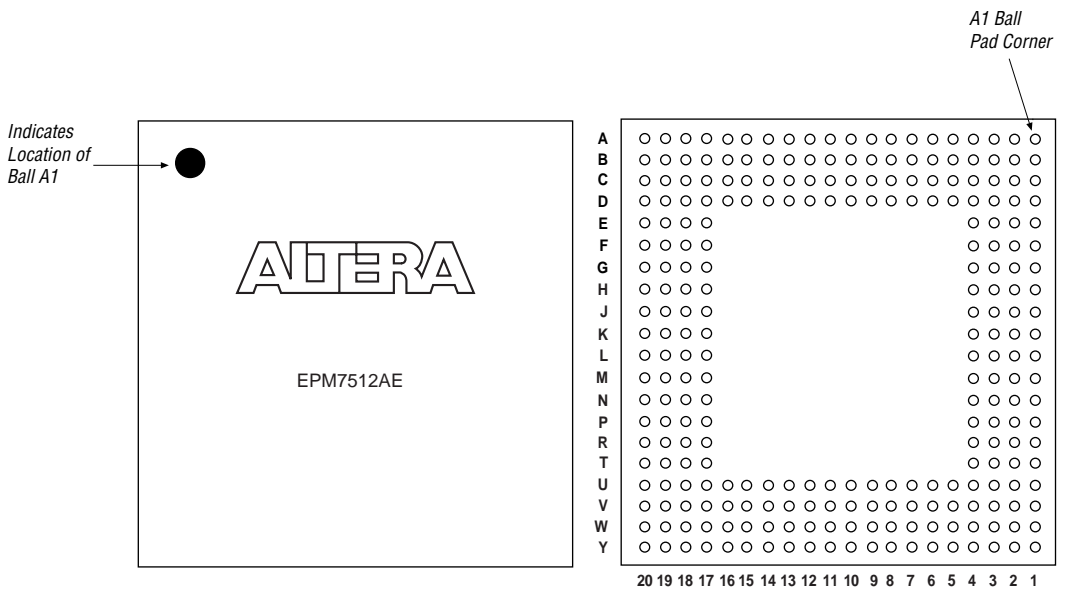 A1 Ball
Pad Corner
Indicates
Location of
Ball A1
ALTERA
EPM7512AE
A
B
C
D
E
F
G
H
J
K
L
M
N
P
R
T
U
V
W
Y
20 19 18 17 16 15 14 13 12 11 10 9 8 7 6 5 4 3 2 1